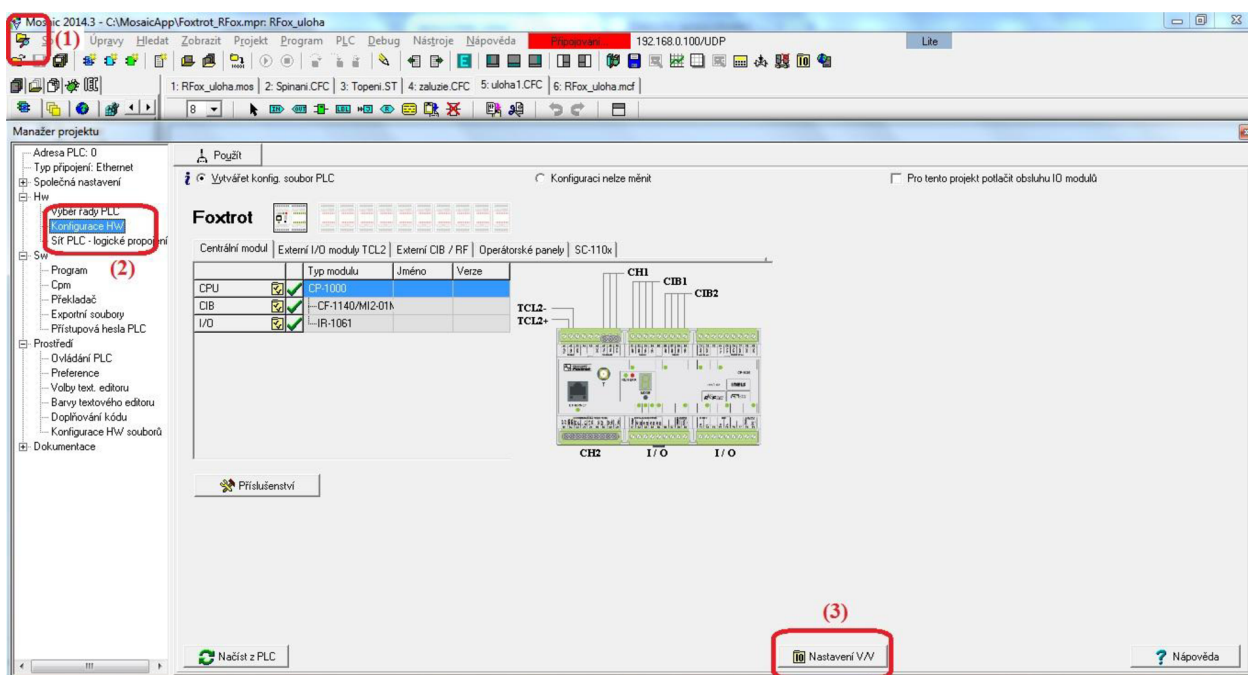 Mosaic 2014.3 - C:\MosaicApp\Foxtrot_RFox.mpr: RFox_uloha
(1) Úpravy Hledat Zobrazit Projekt Program PLC Debug Nástroje Nápověda Připojování... 192.168.0.100/UDP Lite
1: RFox_uloha.mos 2: Spinani.CFC 3: Topeni.ST 4: zaluzie.CFC 5: uloha1.CFC 6: RFox_uloha.mcf
8
Manažer projektu
Adresa PLC: 0
Typ připojení: Ethernet
Společná nastavení
Hw
Výběr řady PLC
Konfigurace HW
Síť PLC - logické propojení
(2)
Sw
Program
Cpm
Překladač
Exportní soubory
Přístupová hesla PLC
Prostředí
Ovládání PLC
Preference
Volby text. editoru
Barvy textového editoru
Doplňování kódu
Konfigurace HW souborů
Dokumentace
Použít
Vytvářet konfig. soubor PLC Konfiguraci nelze měnit Pro tento projekt potlačit obsluhu IO modulů
Foxtrot
Centrální modul Externí I/O moduly TCL2 Externí CIB / RF Operátorské panely SC-110x
Typ modulu Jméno Verze
CPU CP-1000
CIB CF-1140/MI2-01M
I/O IR-1061
CH1
CIB1
CIB2
TCL2-
TCL2+
CH2 I/O I/O
Příslušenství
(3)
Načíst z PLC Nastavení V/V Nápověda